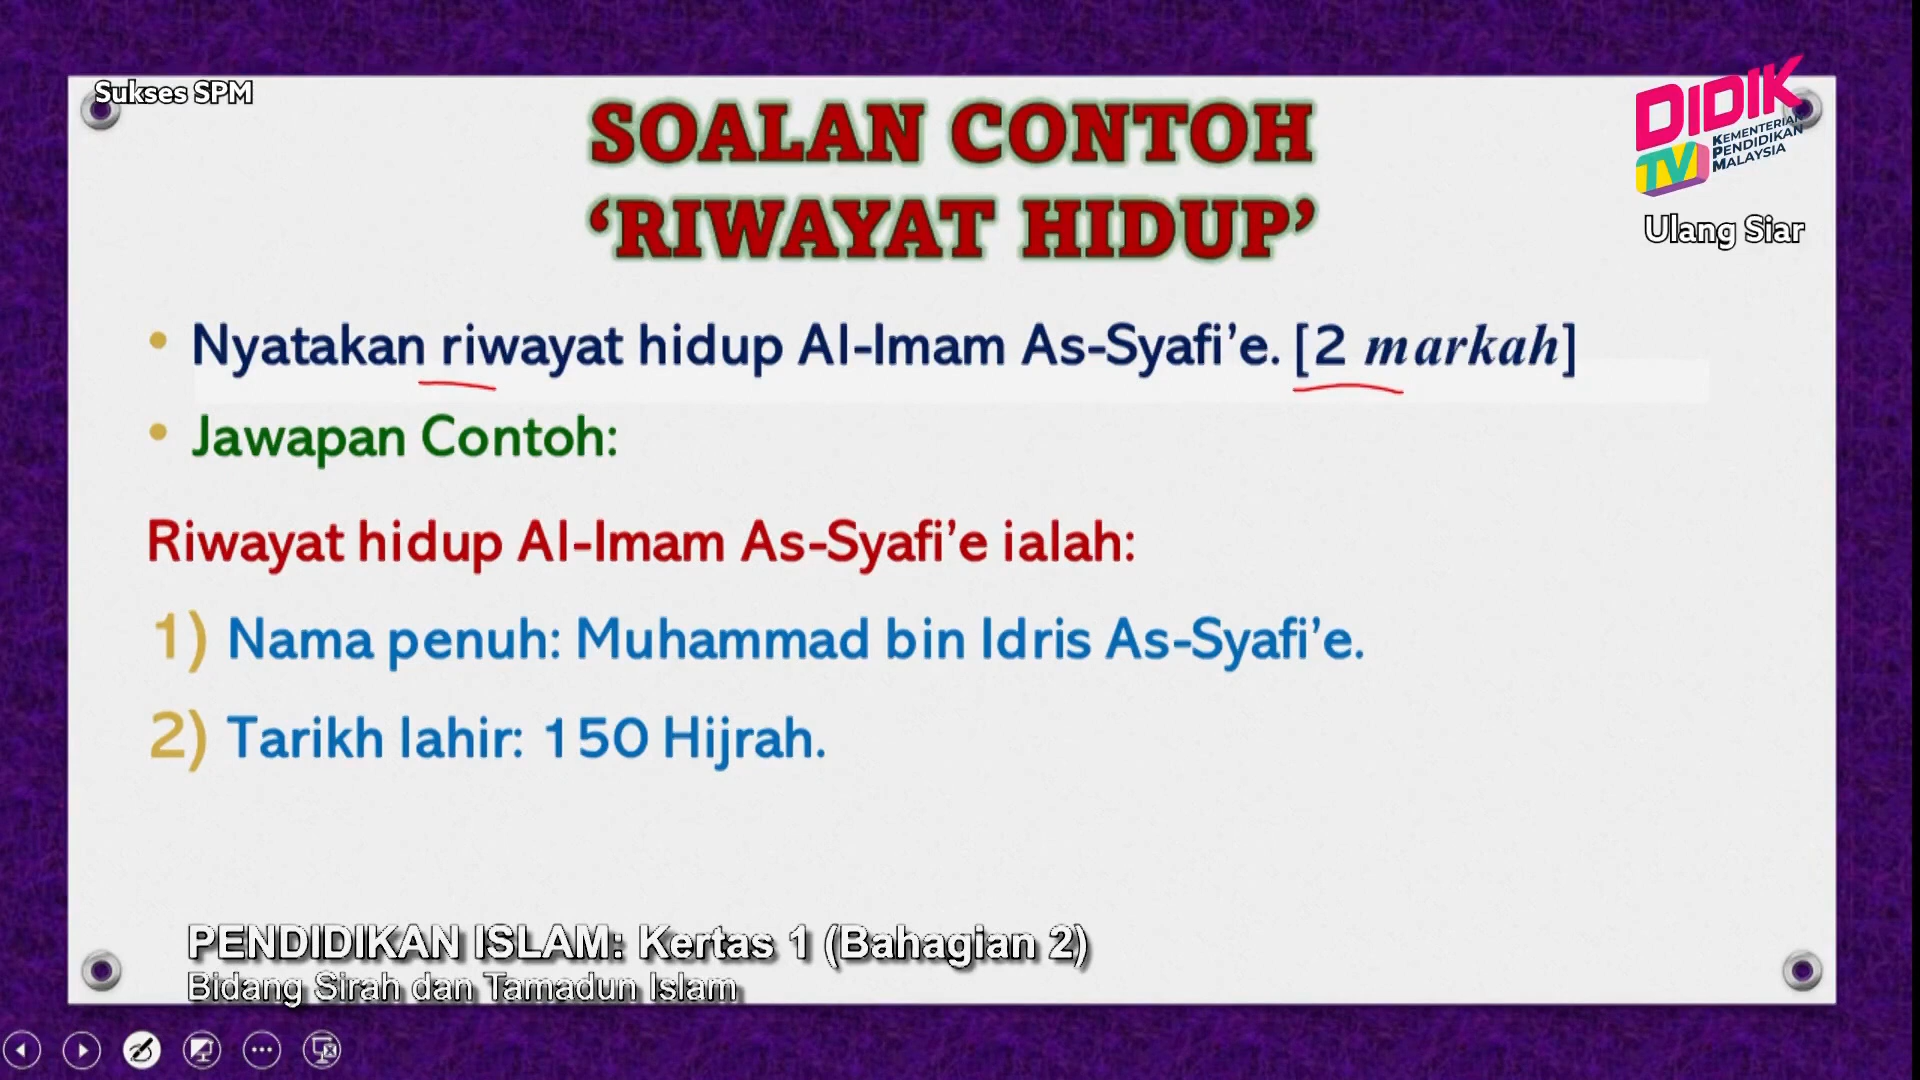 Sukses SPM
SOALAN CONTOH
‘RIWAYAT HIDUP’
DIDIK
TV
KEMENTERIAN
PENDIDIKAN
MALAYSIA
Ulang Siar
• Nyatakan riwayat hidup Al-Imam As-Syafi’e. [2 markah]
• Jawapan Contoh:
Riwayat hidup Al-Imam As-Syafi’e ialah:
1) Nama penuh: Muhammad bin Idris As-Syafi’e.
2) Tarikh lahir: 150 Hijrah.
PENDIDIKAN ISLAM: Kertas 1 (Bahagian 2)
Bidang Sirah dan Tamadun Islam